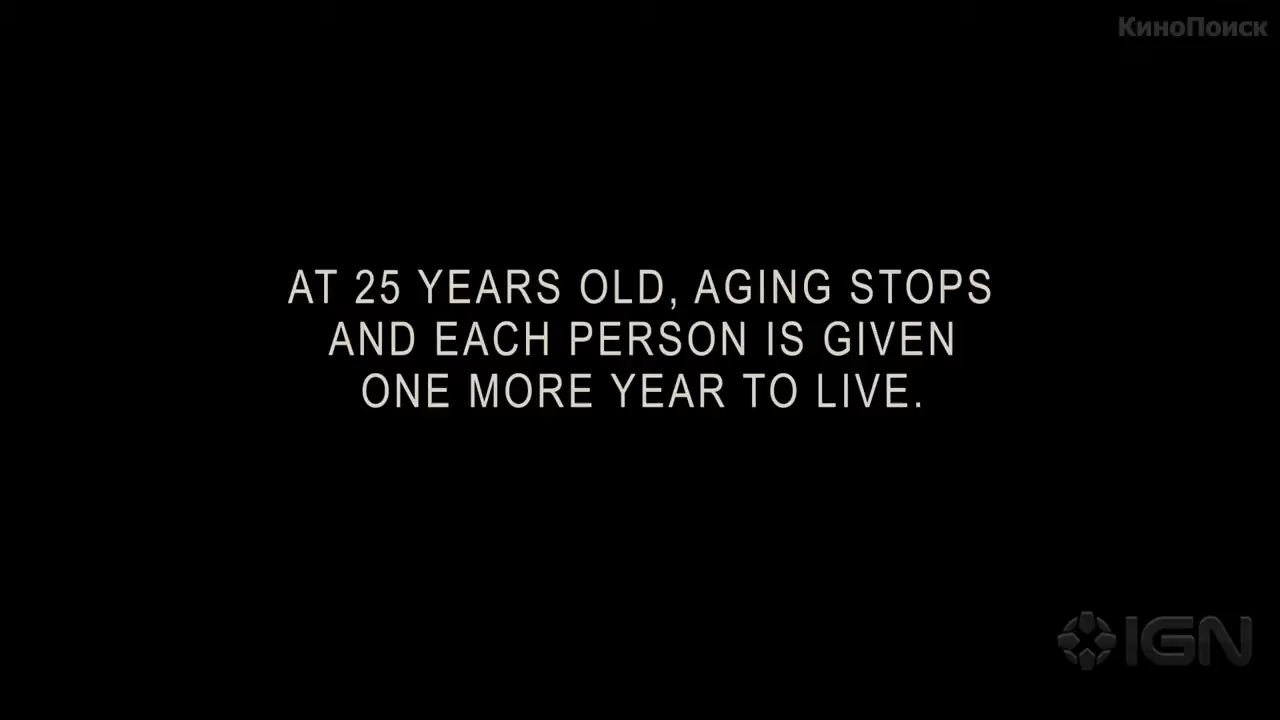 КиноПоиск
AT 25 YEARS OLD, AGING STOPS
AND EACH PERSON IS GIVEN
ONE MORE YEAR TO LIVE.
IGN